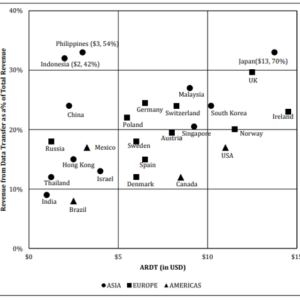 40%
Philippines ($3, 54%)
Indonesia ($2, 42%)
Japan($13, 70%)
30%
UK
Malaysia
China
Germany
Switzerland
South Korea
Ireland
Poland
20%
Austria
Singapore
Norway
Russia
Mexico
Sweden
USA
Hong Kong
Spain
Thailand
Israel
Denmark
Canada
10%
India
Brazil
0%
$0
$5
$10
$15
ARDT (in USD)
Revenue from Data Transfer as a% of Total Revenue
ASIA
EUROPE
AMERICAS